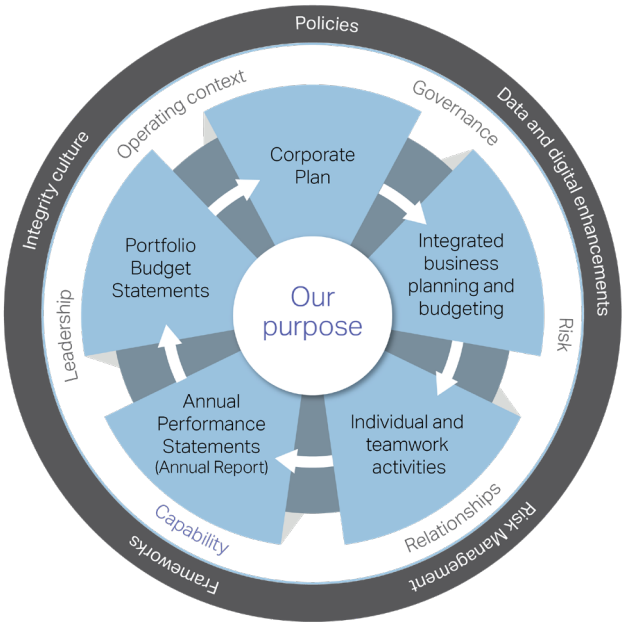 Policies
Data and digital enhancements
Risk Management
Frameworks
Integrity culture
Operating context
Governance
Risk
Relationships
Capability
Leadership
Corporate
Plan
Integrated
business
planning and
budgeting
Individual and
teamwork
activities
Annual
Performance
Statements
(Annual Report)
Portfolio
Budget
Statements
Our
purpose